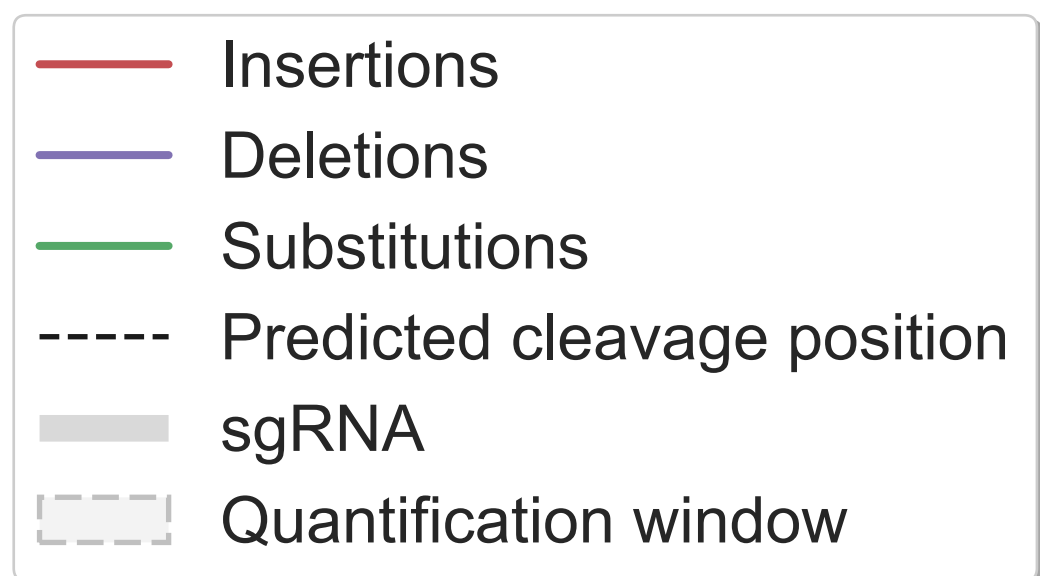 Insertions
Deletions
Substitutions
Predicted cleavage position
sgRNA
Quantification window